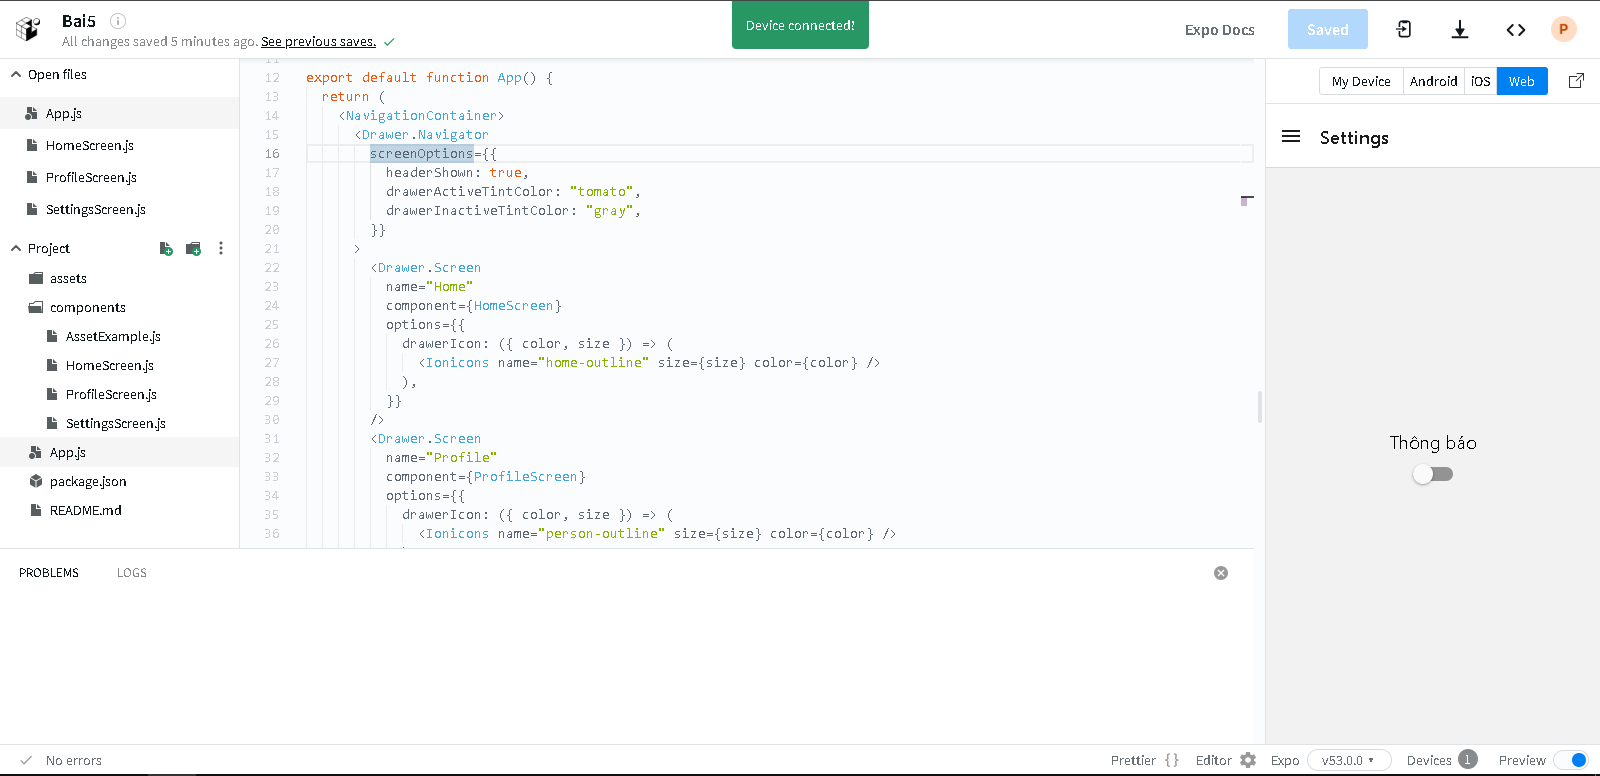 Bai5
All changes saved 5 minutes ago. See previous saves.
Device connected!
Expo Docs
Saved
P
Open files
App.js
HomeScreen.js
ProfileScreen.js
SettingsScreen.js
Project
assets
components
AssetExample.js
HomeScreen.js
ProfileScreen.js
SettingsScreen.js
App.js
package.json
README.md
11
12 export default function App() {
13 return (
14 <NavigationContainer>
15 <Drawer.Navigator
16 screenOptions={{
17 headerShown: true,
18 drawerActiveTintColor: "tomato",
19 drawerInactiveTintColor: "gray",
20 }}
21 >
22 <Drawer.Screen
23 name="Home"
24 component={HomeScreen}
25 options={{
26 drawerIcon: ({ color, size }) => (
27 <Ionicons name="home-outline" size={size} color={color} />
28 ),
29 }}
30 />
31 <Drawer.Screen
32 name="Profile"
33 component={ProfileScreen}
34 options={{
35 drawerIcon: ({ color, size }) => (
36 <Ionicons name="person-outline" size={size} color={color} />
My Device Android iOS Web
Settings
Thông báo
PROBLEMS LOGS
No errors
Prettier { } Editor Expo v53.0.0 Devices 1 Preview